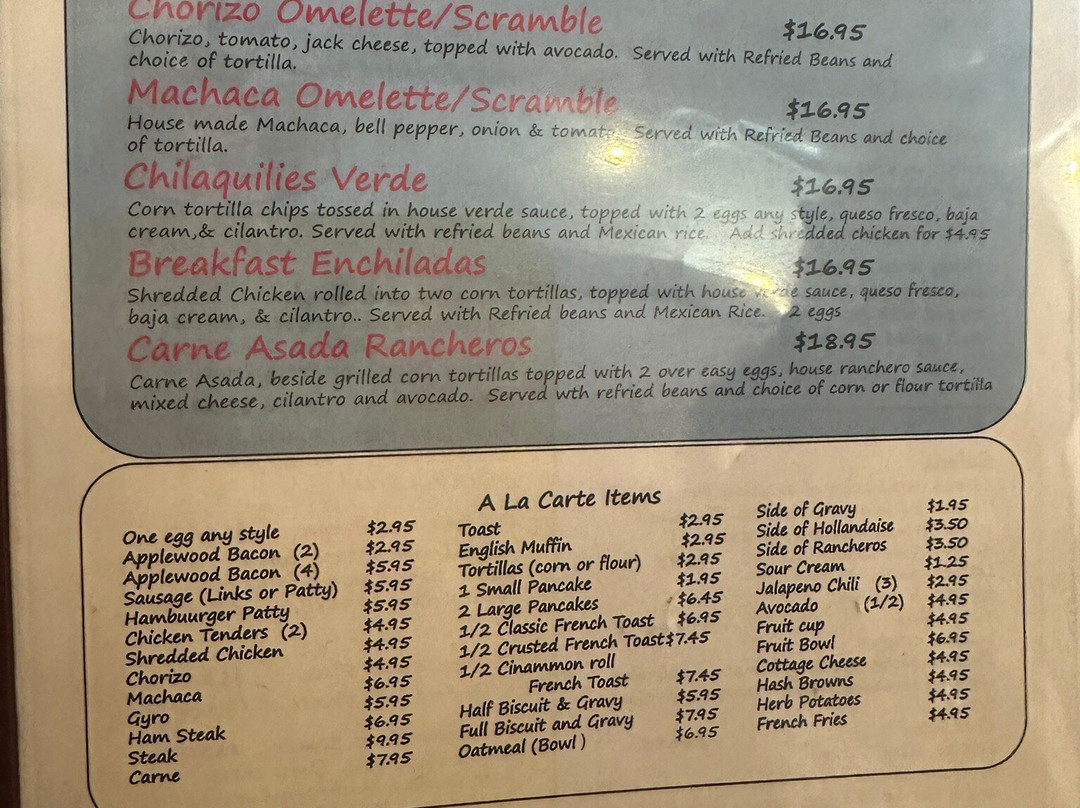 Chorizo Omelette/Scramble $16.95
Chorizo, tomato, jack cheese, topped with avocado. Served with Refried Beans and
choice of tortilla.
Machaca Omelette/Scramble $16.95
House made Machaca, bell pepper, onion & tomato. Served with Refried Beans and choice
of tortilla.
Chilaquilies Verde $16.95
Corn tortilla chips tossed in house verde sauce, topped with 2 eggs any style, queso fresco, baja
cream,& cilantro. Served with refried beans and Mexican rice. Add shredded chicken for $4.95
Breakfast Enchiladas $16.95
Shredded Chicken rolled into two corn tortillas, topped with house verde sauce, queso fresco,
baja cream, & cilantro.. Served with Refried beans and Mexican Rice. 2 eggs
Carne Asada Rancheros $18.95
Carne Asada, beside grilled corn tortillas topped with 2 over easy eggs, house ranchero sauce,
mixed cheese, cilantro and avocado. Served wth refried beans and choice of corn or flour tortilla
A La Carte Items
One egg any style $2.95
Applewood Bacon (2) $2.95
Applewood Bacon (4) $5.95
Sausage (Links or Patty) $5.95
Hambuurger Patty $5.95
Chicken Tenders (2) $4.95
Shredded Chicken $4.95
Chorizo $4.95
Machaca $6.95
Gyro $5.95
Ham Steak $6.95
Steak $9.95
Carne $7.95
Toast $2.95
English Muffin $2.95
Tortillas (corn or flour) $2.95
1 Small Pancake $1.95
2 Large Pancakes $6.45
1/2 Classic French Toast $6.95
1/2 Crusted French Toast $7.45
1/2 Cinammon roll
French Toast $7.45
Half Biscuit & Gravy $5.95
Full Biscuit and Gravy $7.95
Oatmeal (Bowl ) $6.95
Side of Gravy $1.95
Side of Hollandaise $3.50
Side of Rancheros $3.50
Sour Cream $1.25
Jalapeno Chili (3) $2.95
Avocado (1/2) $4.95
Fruit cup $4.95
Fruit Bowl $6.95
Cottage Cheese $4.95
Hash Browns $4.95
Herb Potatoes $4.95
French Fries $4.95